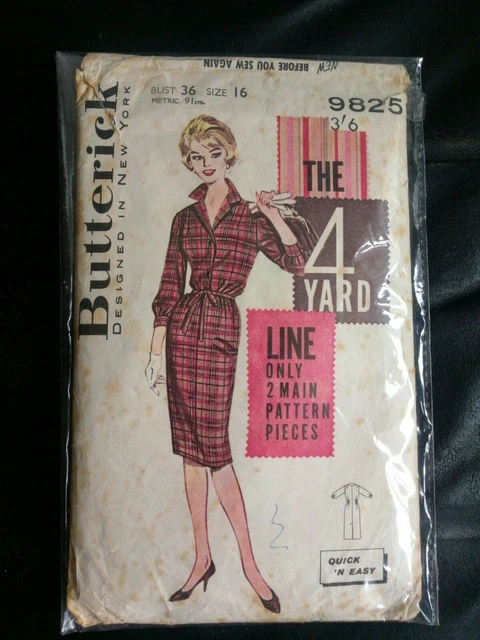 NEW
BEFORE YOU SEW AGAIN
BUST 36 SIZE 16
METRIC 91cm.
9825
3'6
Butterick
DESIGNED IN NEW YORK
THE
4
YARD
LINE
ONLY
2 MAIN
PATTERN
PIECES
QUICK
'N EASY